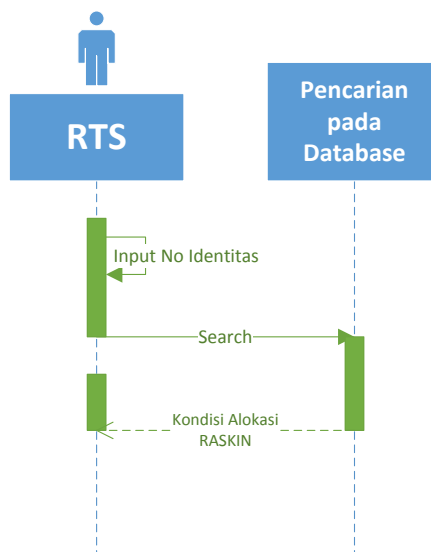 RTS
Pencarian
pada
Database
Input No Identitas
Search
Kondisi Alokasi
RASKIN